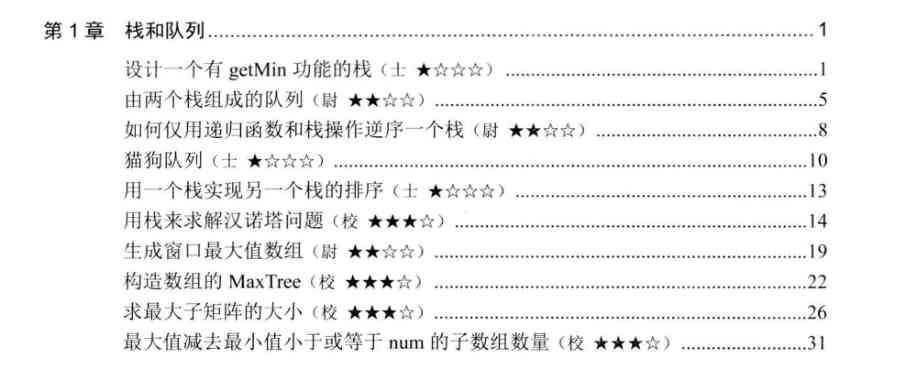 第 1 章 栈和队列 1
设计一个有 getMin 功能的栈（士 ★☆☆☆） 1
由两个栈组成的队列（尉 ★★☆☆） 5
如何仅用递归函数和栈操作逆序一个栈（尉 ★★☆☆） 8
猫狗队列（士 ★☆☆☆） 10
用一个栈实现另一个栈的排序（士 ★☆☆☆） 13
用栈来求解汉诺塔问题（校 ★★★☆） 14
生成窗口最大值数组（尉 ★★☆☆） 19
构造数组的 MaxTree（校 ★★★☆） 22
求最大子矩阵的大小（校 ★★★☆） 26
最大值减去最小值小于或等于 num 的子数组数量（校 ★★★☆） 31